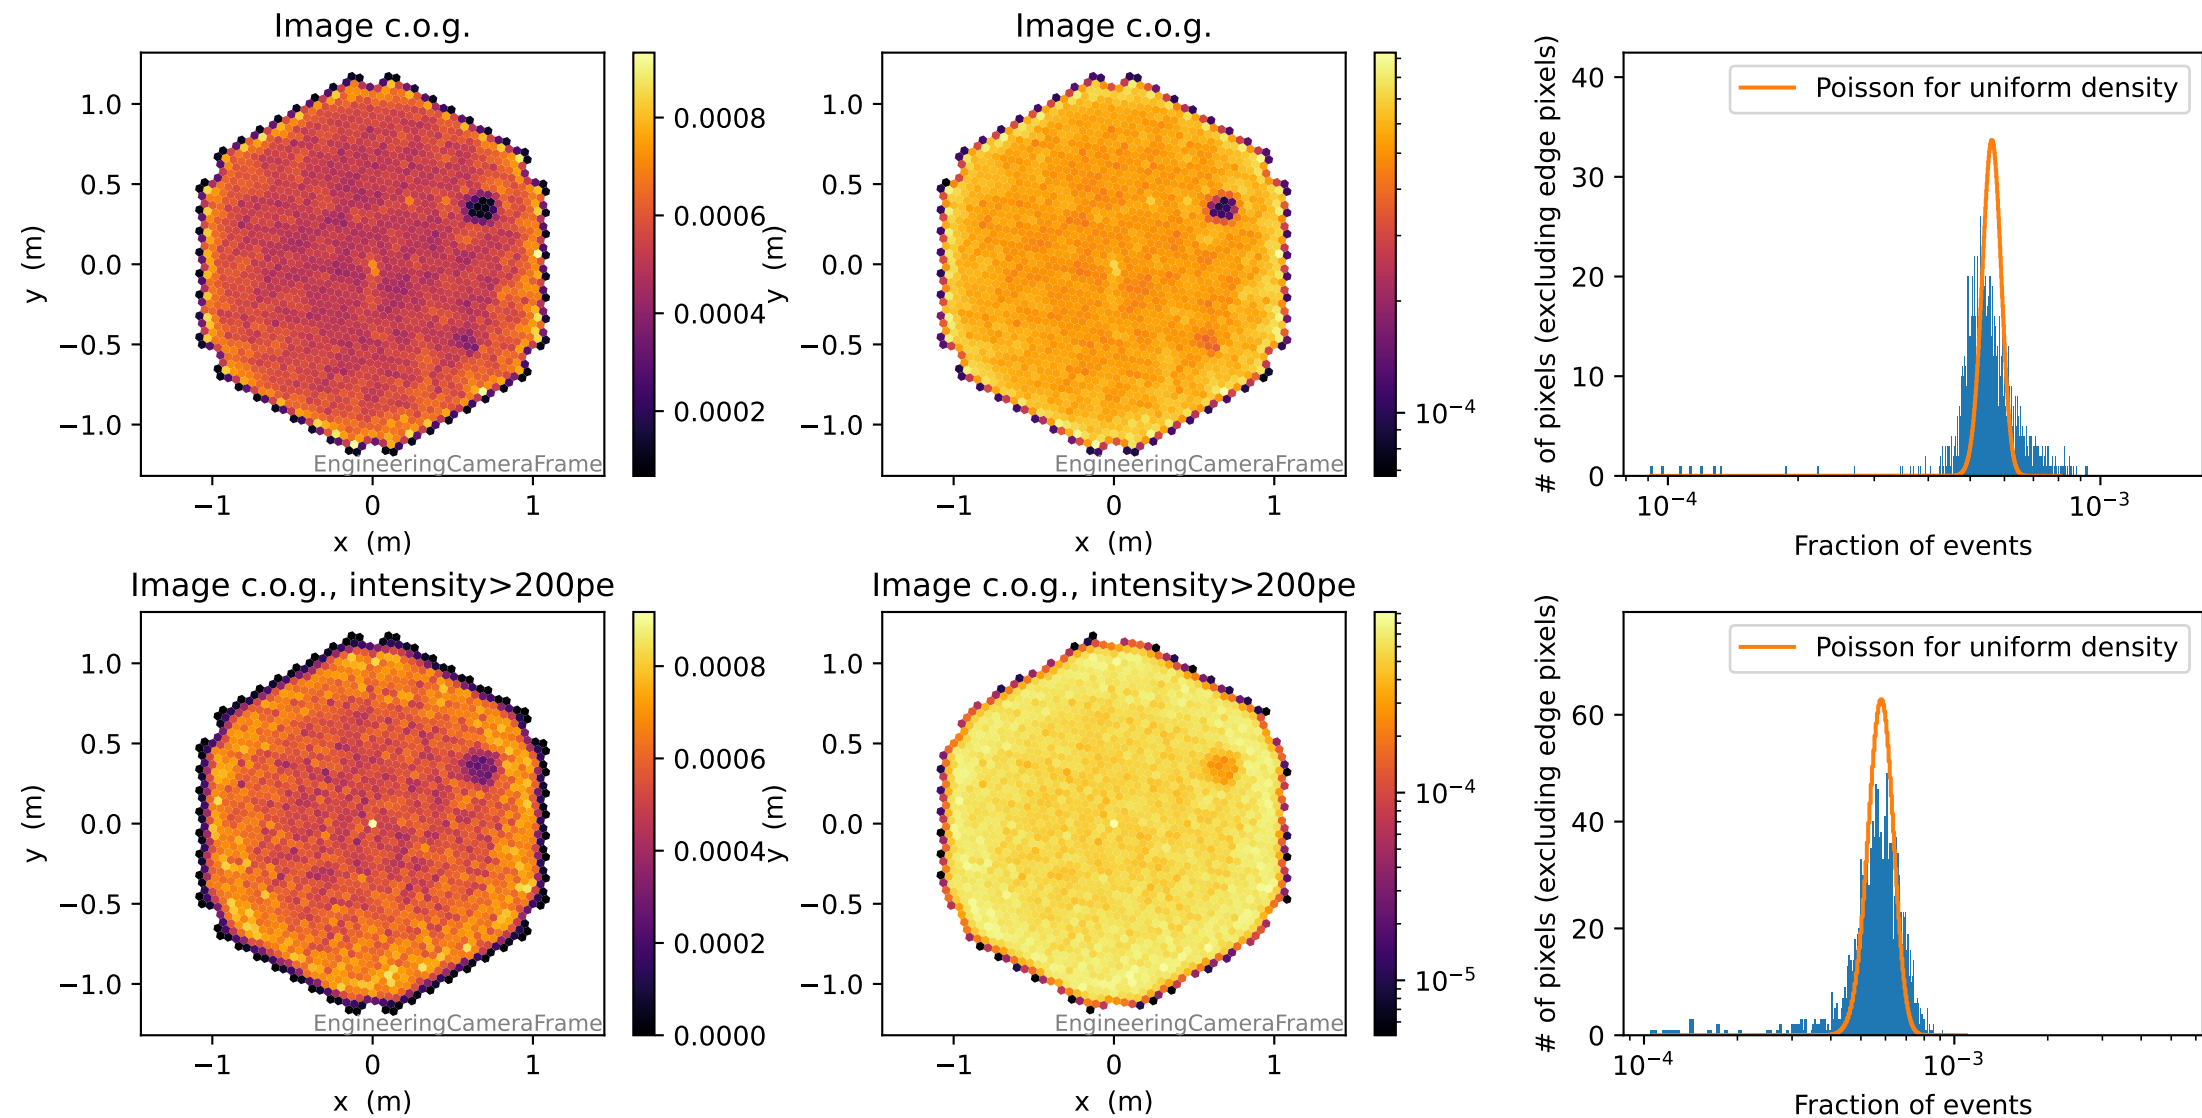 Image c.o.g.
1.0
0.5
0.0
−0.5
−1.0
y (m)
−1
0
1
x (m)
EngineeringCameraFrame
0.0008
0.0006
0.0004
0.0002
Image c.o.g.
1.0
0.5
0.0
−0.5
−1.0
y (m)
−1
0
1
x (m)
EngineeringCameraFrame
10−4
# of pixels (excluding edge pixels)
40
30
20
10
0
Poisson for uniform density
10−4
10−3
Fraction of events
Image c.o.g., intensity>200pe
1.0
0.5
0.0
−0.5
−1.0
y (m)
−1
0
1
x (m)
EngineeringCameraFrame
0.0008
0.0006
0.0004
0.0002
0.0000
Image c.o.g., intensity>200pe
1.0
0.5
0.0
−0.5
−1.0
y (m)
−1
0
1
x (m)
EngineeringCameraFrame
10−4
10−5
# of pixels (excluding edge pixels)
60
40
20
0
Poisson for uniform density
10−4
10−3
Fraction of events